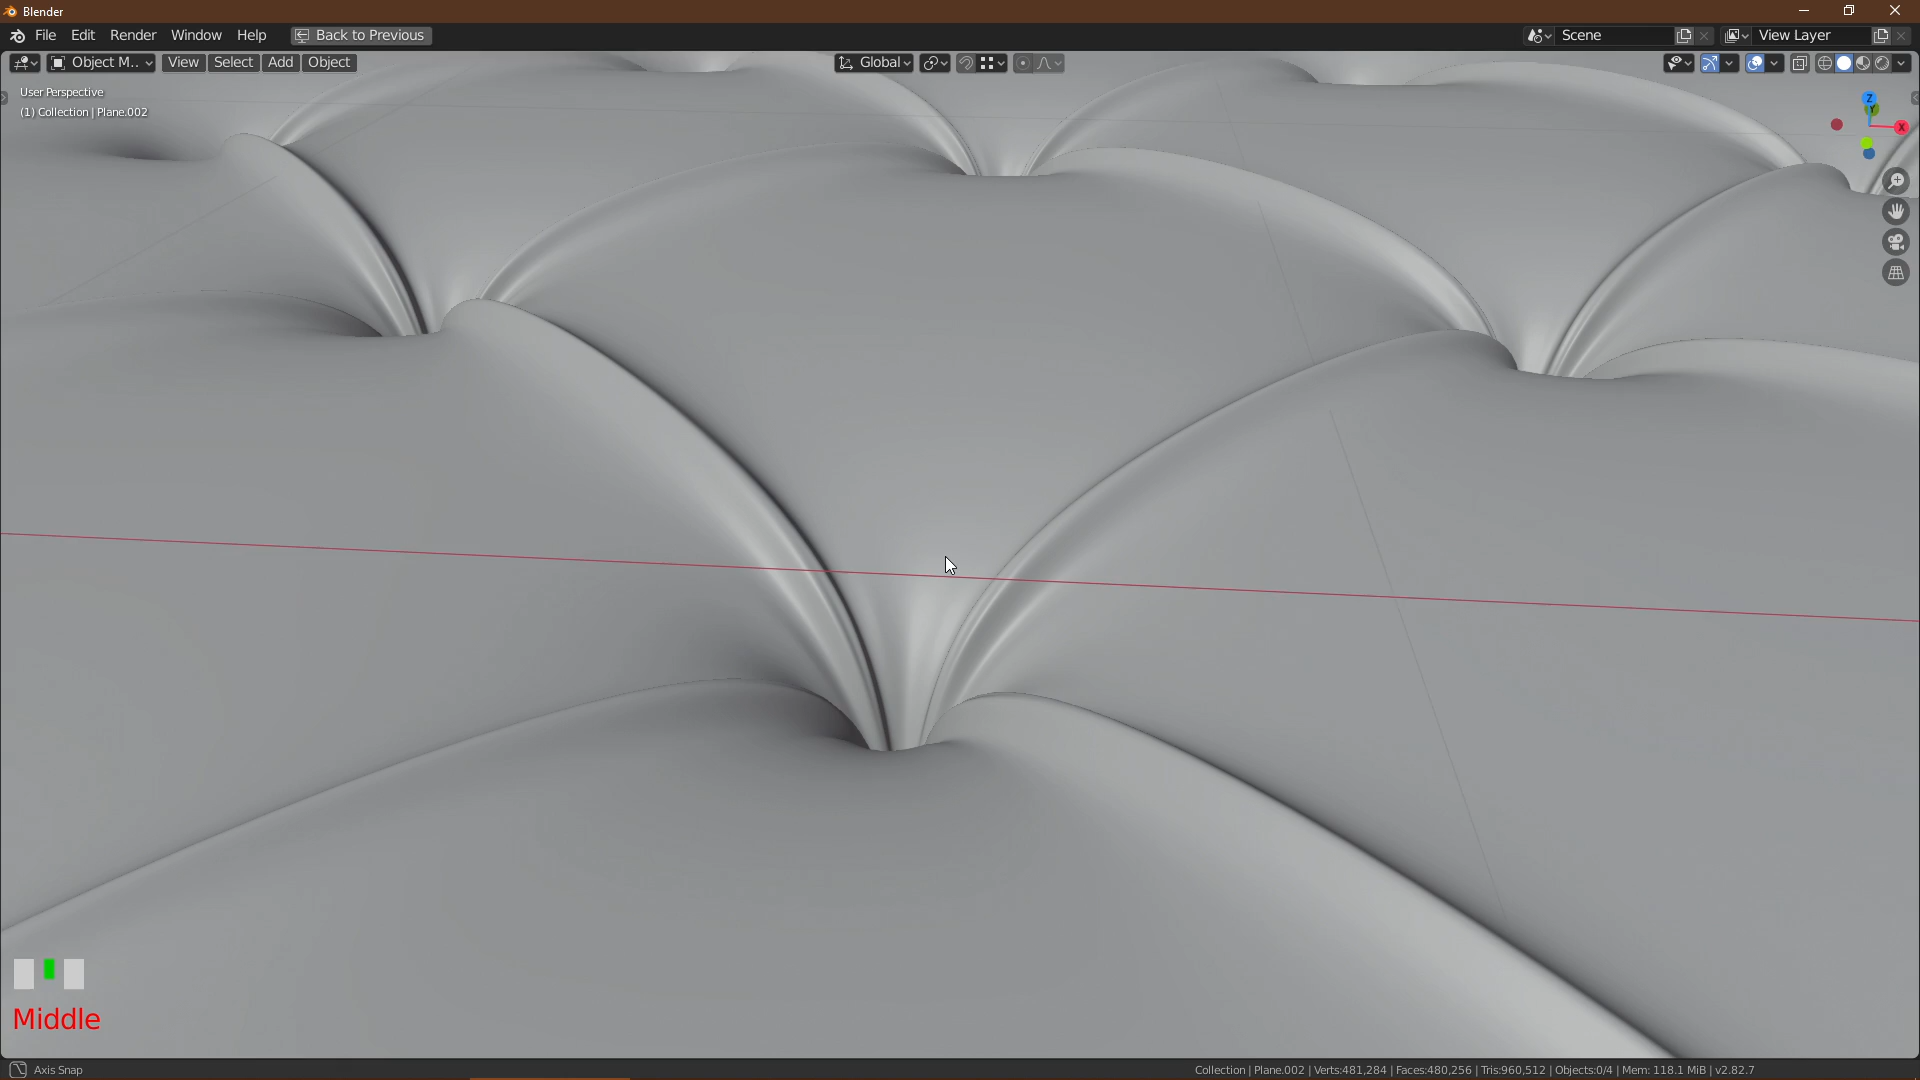 Blender
File Edit Render Window Help Back to Previous Scene View Layer
Object M.. View Select Add Object Global
User Perspective
(1) Collection | Plane.002
Z
Y
X
Middle
Axis Snap Collection | Plane.002 | Verts:481,284 | Faces:480,256 | Tris:960,512 | Objects:0/4 | Mem: 118.1 MiB | v2.82.7